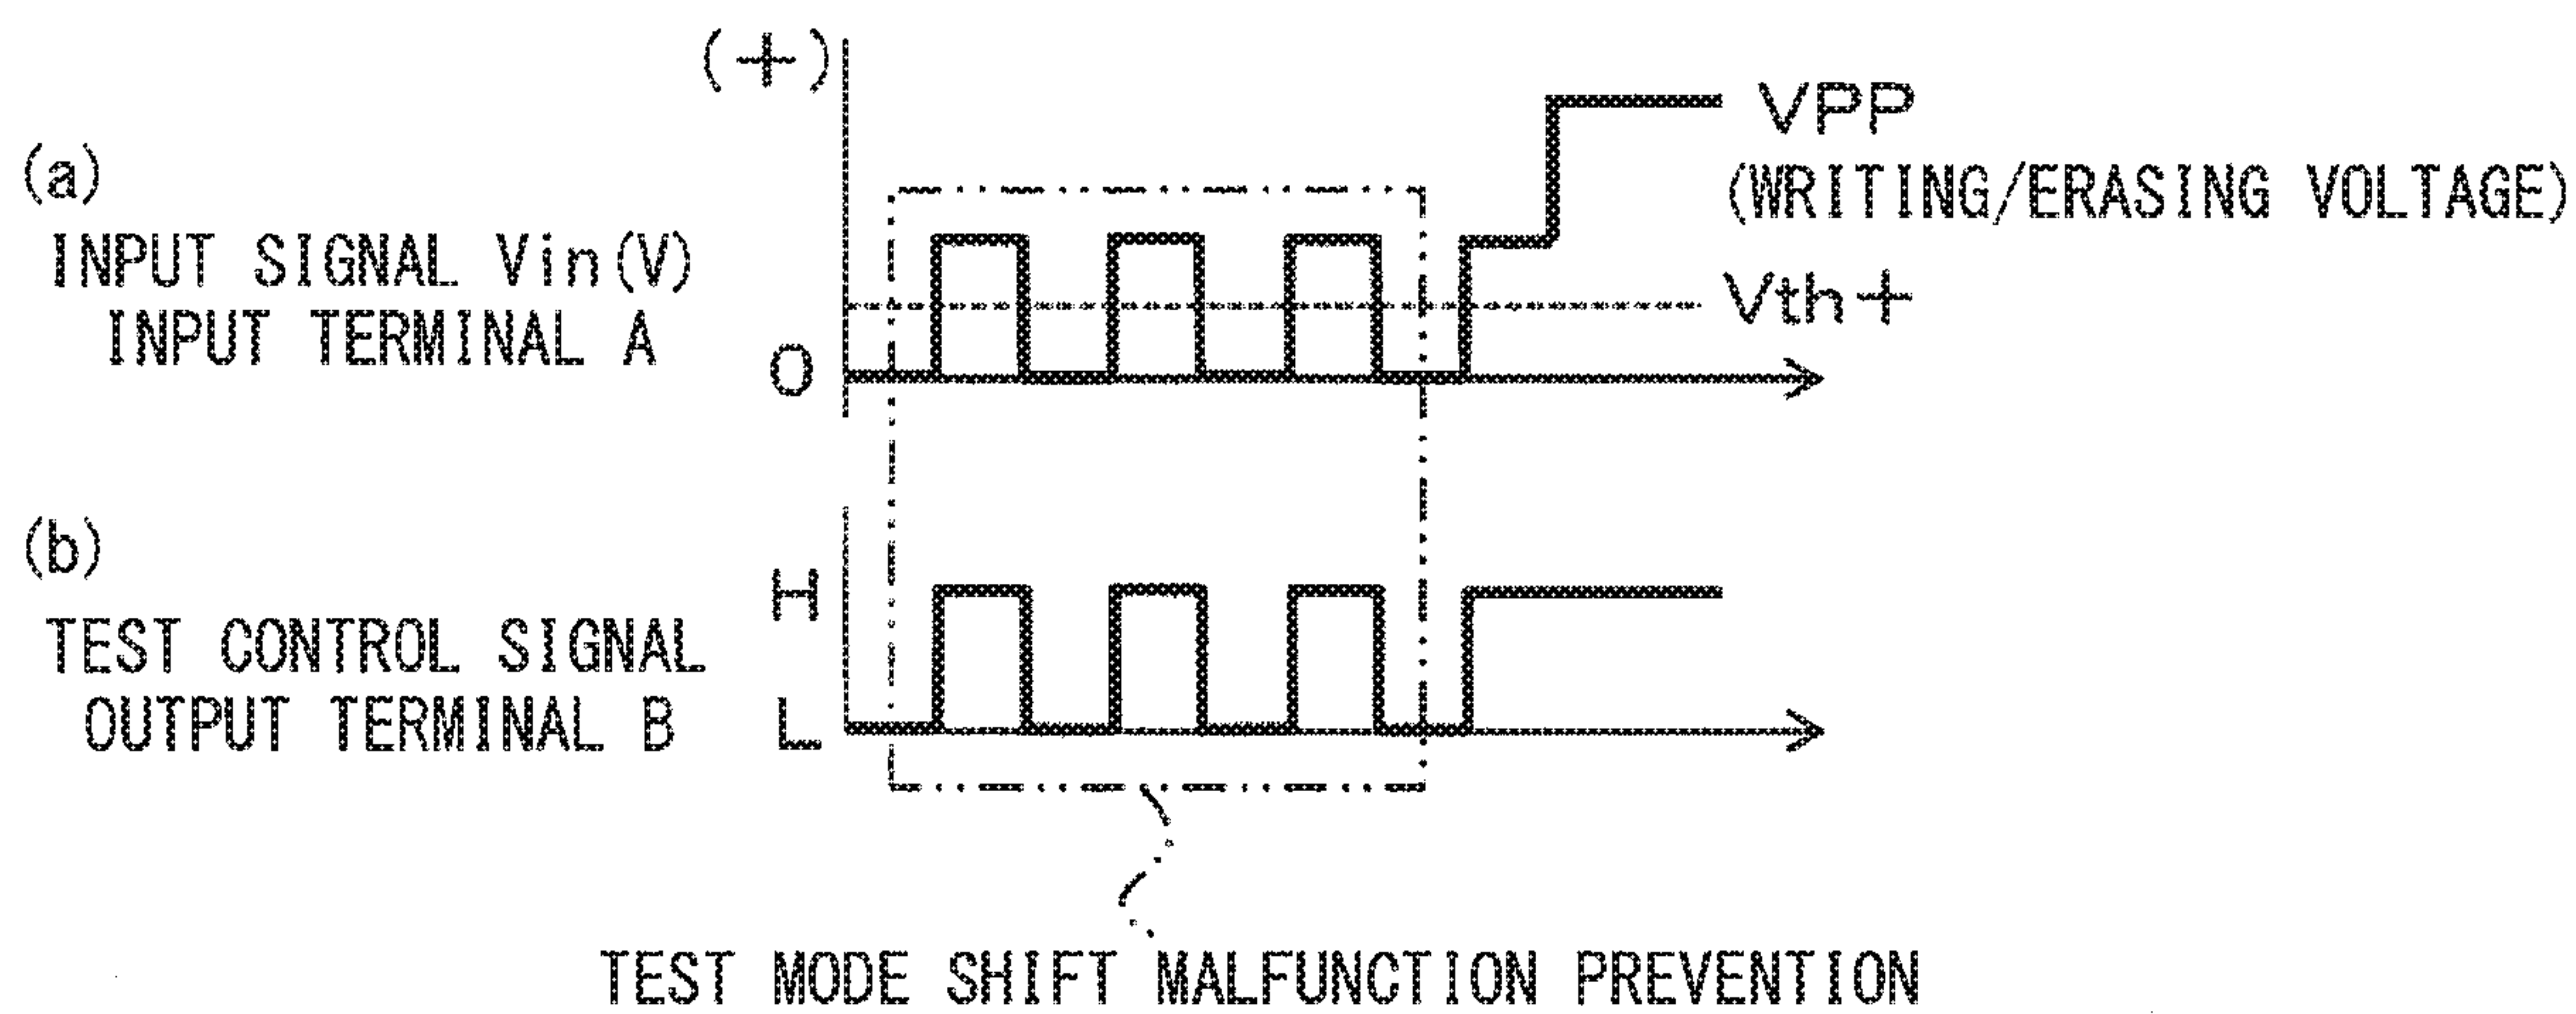 (+)
VPP
(a)
(WRITING/ERASING VOLTAGE)
INPUT SIGNAL Vin(V)
INPUT TERMINAL A
Vth+
0
(b)
H
TEST CONTROL SIGNAL
OUTPUT TERMINAL B
L
TEST MODE SHIFT MALFUNCTION PREVENTION